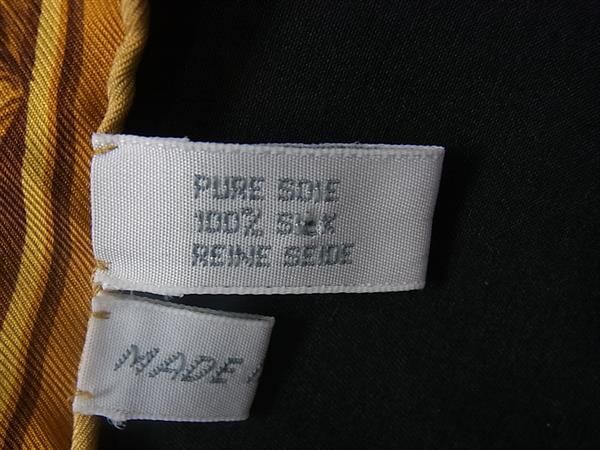 PURE SOIE
100% SILK
REINE SEIDE
MADE